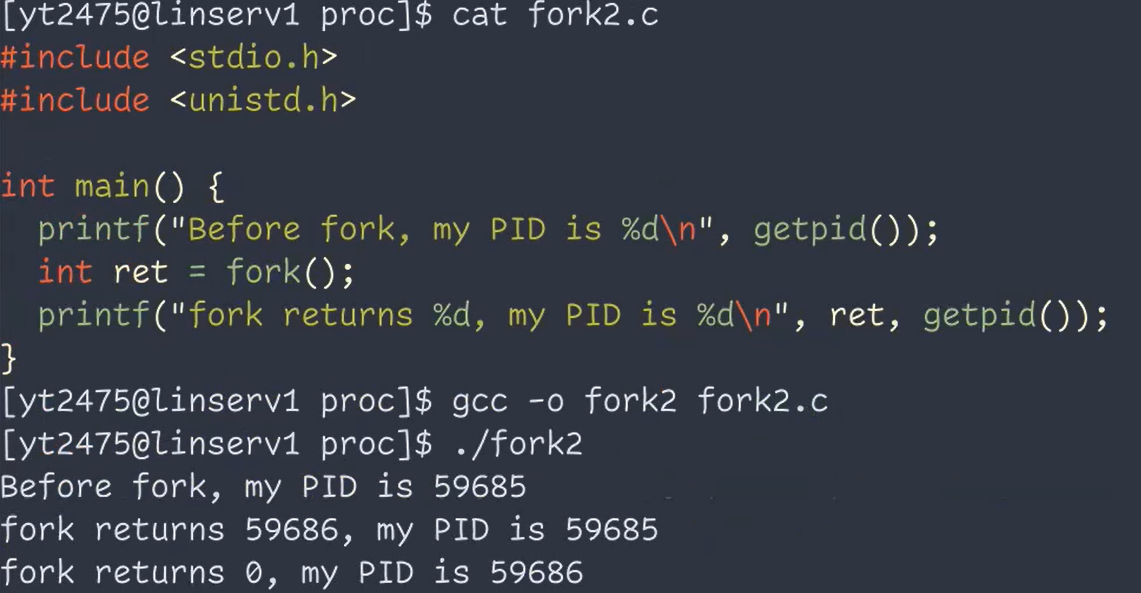 [yt2475@linserv1 proc]$ cat fork2.c
#include <stdio.h>
#include <unistd.h>
int main() {
  printf("Before fork, my PID is %d\n", getpid());
  int ret = fork();
  printf("fork returns %d, my PID is %d\n", ret, getpid());
}
[yt2475@linserv1 proc]$ gcc -o fork2 fork2.c
[yt2475@linserv1 proc]$ ./fork2
Before fork, my PID is 59685
fork returns 59686, my PID is 59685
fork returns 0, my PID is 59686